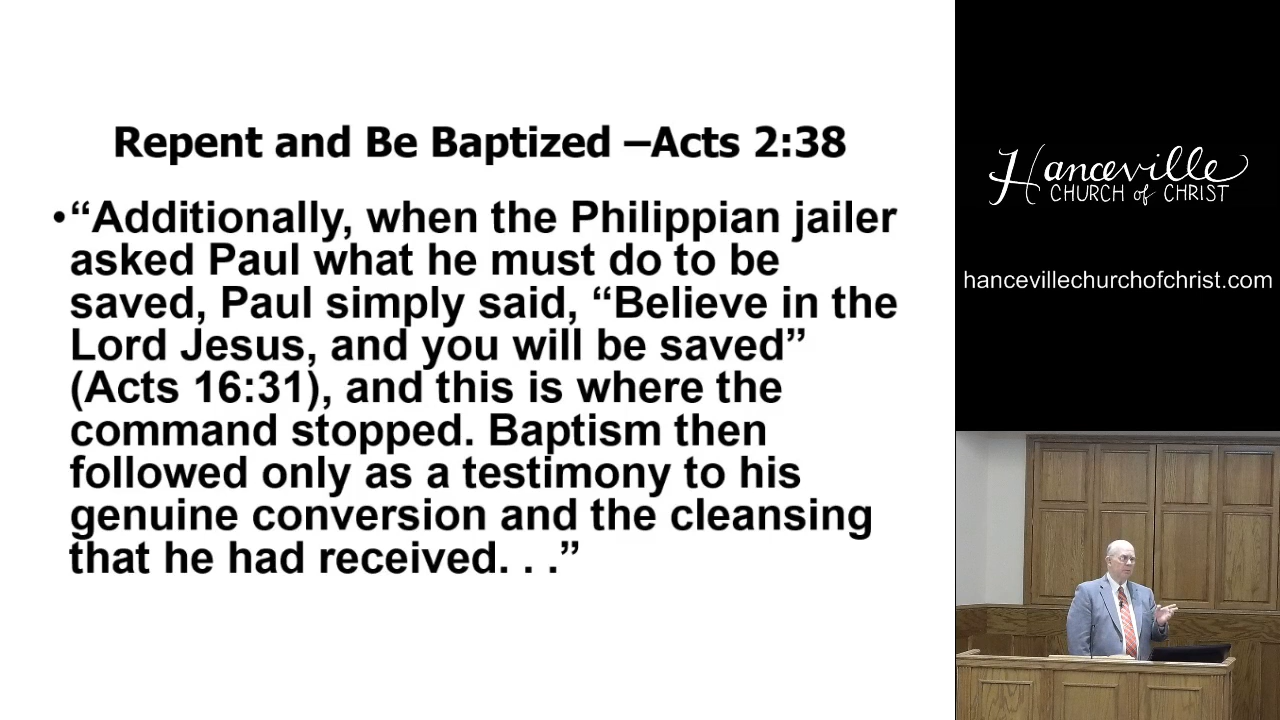 Repent and Be Baptized –Acts 2:38
•“Additionally, when the Philippian jailer
asked Paul what he must do to be
saved, Paul simply said, “Believe in the
Lord Jesus, and you will be saved”
(Acts 16:31), and this is where the
command stopped. Baptism then
followed only as a testimony to his
genuine conversion and the cleansing
that he had received. . .”
Hanceville
CHURCH of CHRIST
hancevillechurchofchrist.com